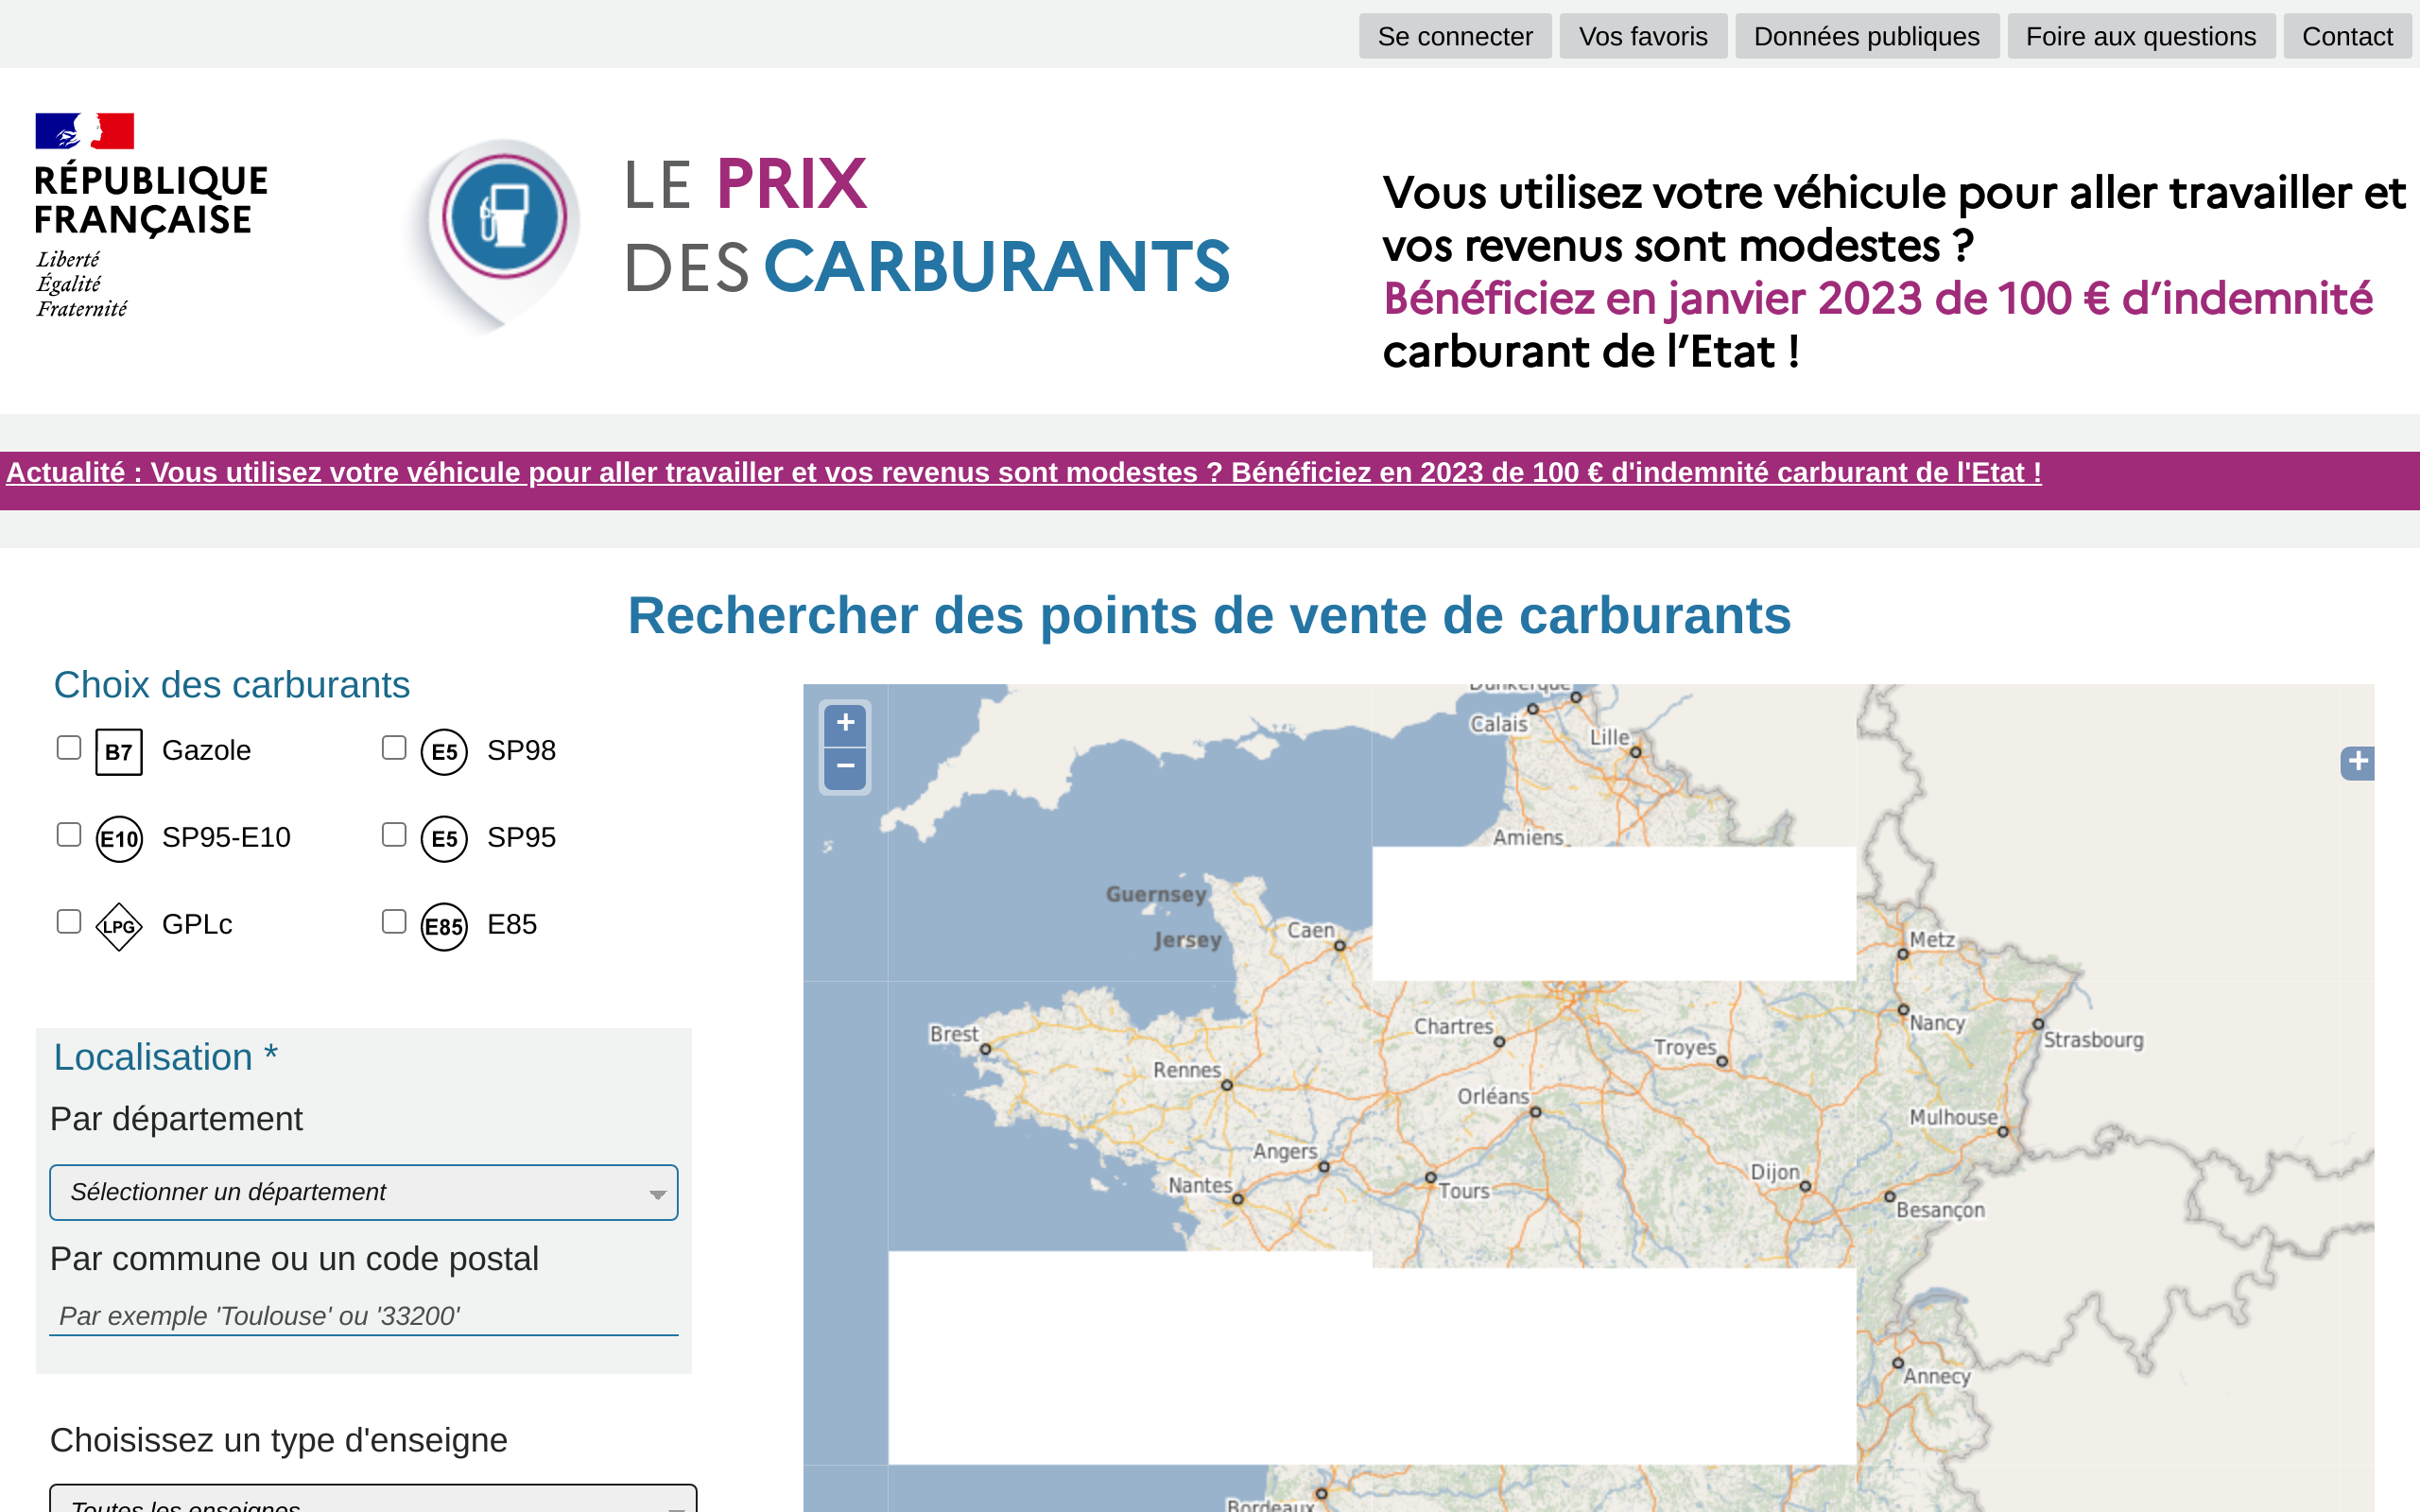 Se connecter
Vos favoris
Données publiques
Foire aux questions
Contact
RÉPUBLIQUE
FRANÇAISE
Liberté
Égalité
Fraternité
LE PRIX
DES CARBURANTS
Vous utilisez votre véhicule pour aller travailler et
vos revenus sont modestes ?
Bénéficiez en janvier 2023 de 100 € d’indemnité
carburant de l’Etat !
Actualité : Vous utilisez votre véhicule pour aller travailler et vos revenus sont modestes ? Bénéficiez en 2023 de 100 € d'indemnité carburant de l'Etat !
Rechercher des points de vente de carburants
Choix des carburants
B7 Gazole
E5 SP98
E10 SP95-E10
E5 SP95
LPG GPLc
E85 E85
Localisation *
Par département
Sélectionner un département
Par commune ou un code postal
Par exemple 'Toulouse' ou '33200'
Choisissez un type d'enseigne
Toutes les enseignes
+
−
+
Dunkerque
Calais
Lille
Amiens
Guernsey
Jersey
Caen
Metz
Brest
Chartres
Nancy
Strasbourg
Troyes
Rennes
Orléans
Mulhouse
Angers
Nantes
Tours
Dijon
Besançon
Annecy
Bordeaux